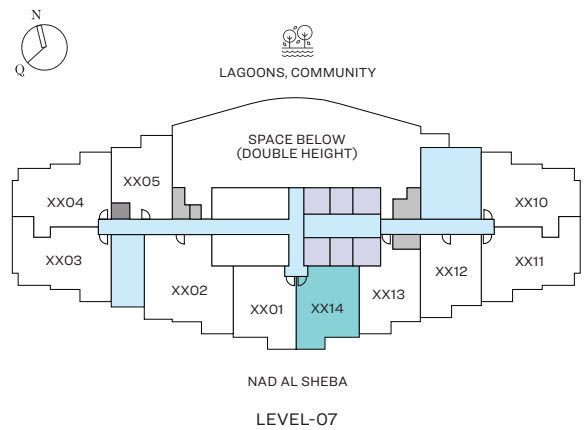 N
Q
LAGOONS, COMMUNITY
SPACE BELOW
(DOUBLE HEIGHT)
XX05
XX04
XX10
XX03
XX02
XX01
XX14
XX13
XX12
XX11
NAD AL SHEBA
LEVEL-07